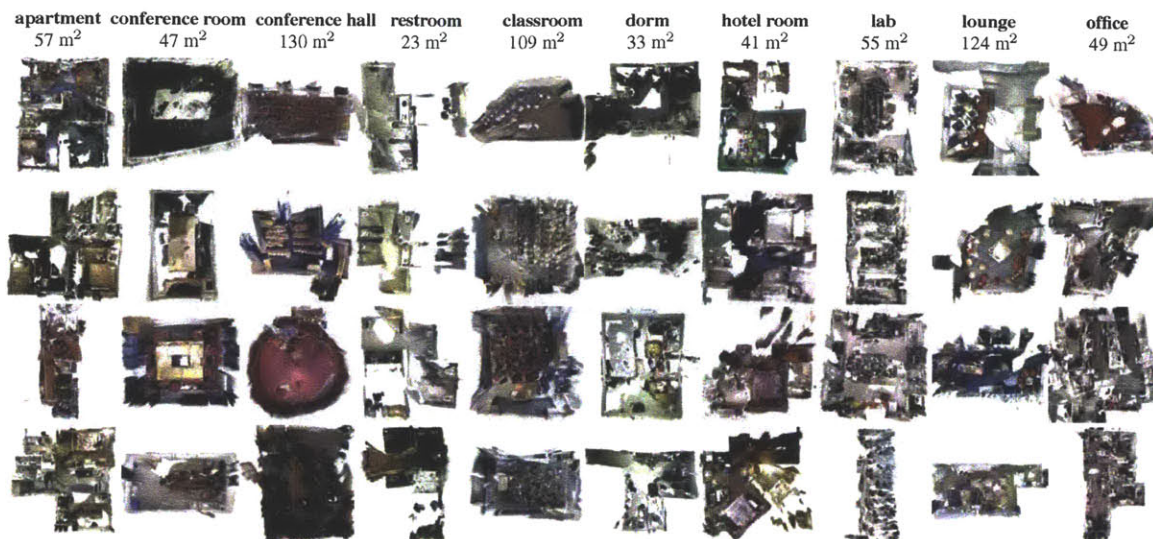 apartment conference room conference hall restroom classroom dorm hotel room lab lounge office
57 m² 47 m² 130 m² 23 m² 109 m² 33 m² 41 m² 55 m² 124 m² 49 m²